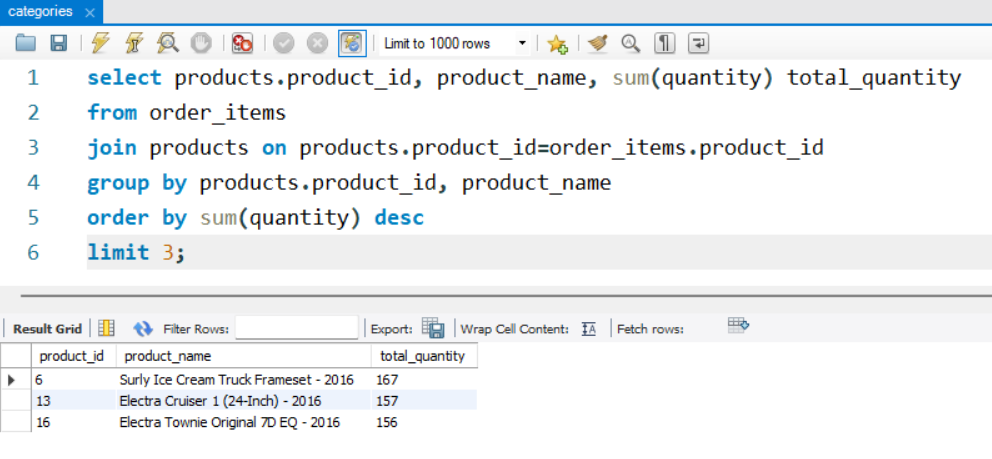 categories ×
Limit to 1000 rows
1 select products.product_id, product_name, sum(quantity) total_quantity
2 from order_items
3 join products on products.product_id=order_items.product_id
4 group by products.product_id, product_name
5 order by sum(quantity) desc
6 limit 3;
Result Grid Filter Rows: Export: Wrap Cell Content: IA Fetch rows:
product_id product_name total_quantity
6 Surly Ice Cream Truck Frameset - 2016 167
13 Electra Cruiser 1 (24-Inch) - 2016 157
16 Electra Townie Original 7D EQ - 2016 156